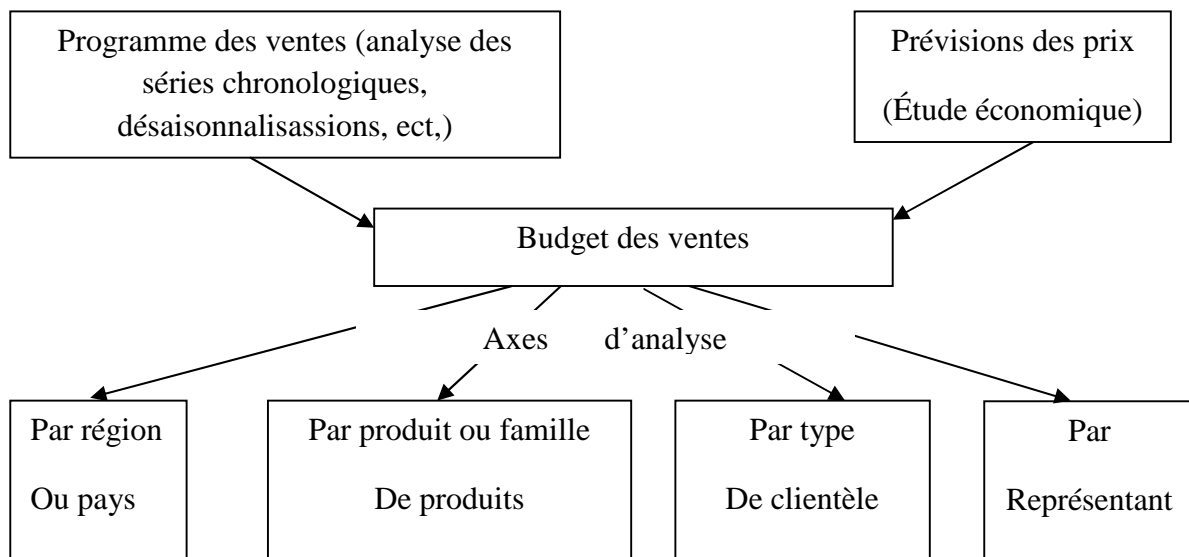 Programme des ventes (analyse des
séries chronologiques,
désaisonnalisassions, ect,)
Prévisions des prix
(Étude économique)
Budget des ventes
Axes d’analyse
Par région
Ou pays
Par produit ou famille
De produits
Par type
De clientèle
Par
Représentant